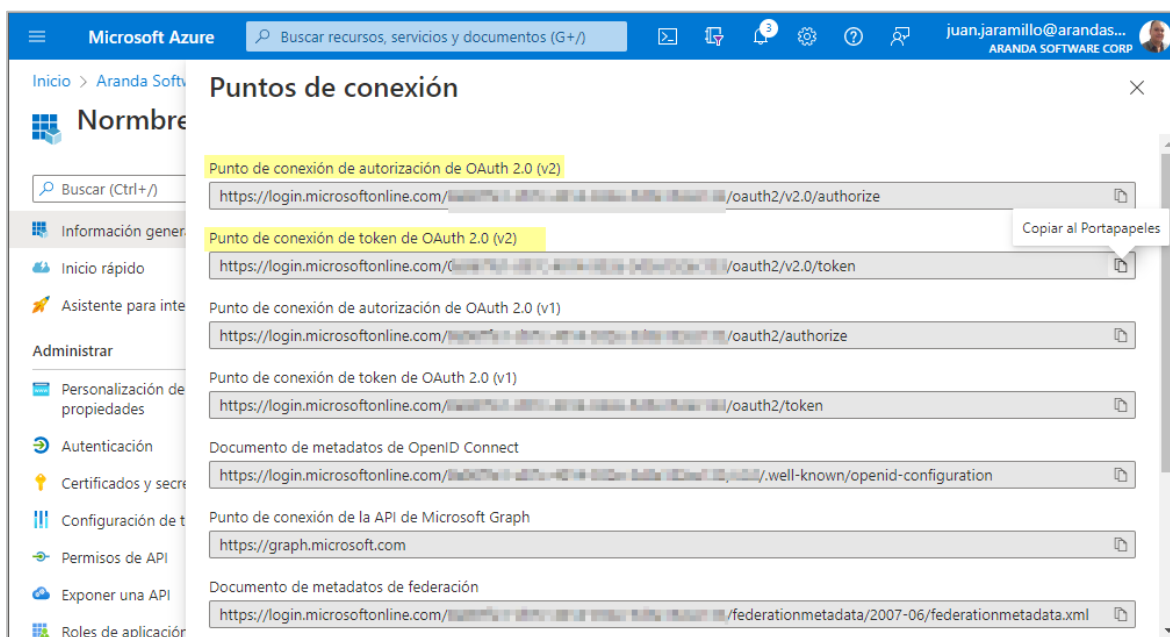 Microsoft Azure
Buscar recursos, servicios y documentos (G+/)
3
juan.jaramillo@arandas...
ARANDA SOFTWARE CORP
Inicio > Aranda Softw
Normbre
Buscar (Ctrl+/)
Información gener
Inicio rápido
Asistente para inte
Administrar
Personalización de
propiedades
Autenticación
Certificados y secre
Configuración de t
Permisos de API
Exponer una API
Roles de aplicación
Puntos de conexión
Punto de conexión de autorización de OAuth 2.0 (v2)
https://login.microsoftonline.com/ /oauth2/v2.0/authorize
Copiar al Portapapeles
Punto de conexión de token de OAuth 2.0 (v2)
https://login.microsoftonline.com/ /oauth2/v2.0/token
Punto de conexión de autorización de OAuth 2.0 (v1)
https://login.microsoftonline.com/ /oauth2/authorize
Punto de conexión de token de OAuth 2.0 (v1)
https://login.microsoftonline.com/ /oauth2/token
Documento de metadatos de OpenID Connect
https://login.microsoftonline.com/ /.well-known/openid-configuration
Punto de conexión de la API de Microsoft Graph
https://graph.microsoft.com
Documento de metadatos de federación
https://login.microsoftonline.com/ /federationmetadata/2007-06/federationmetadata.xml